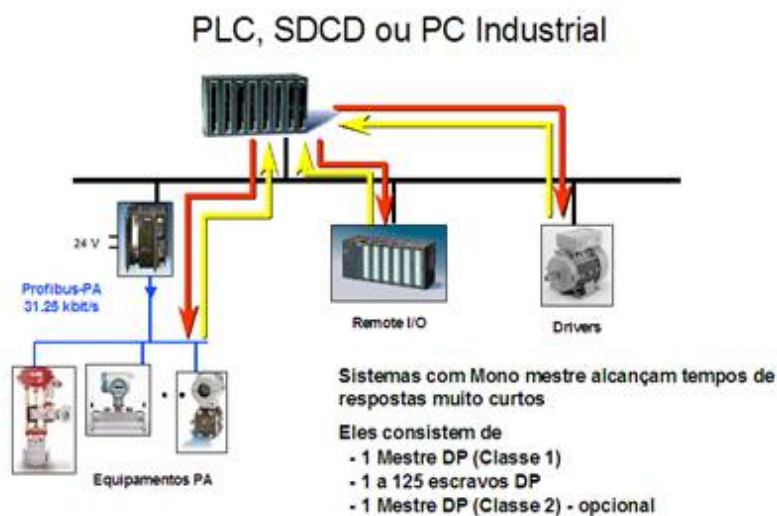 PLC, SDCD ou PC Industrial
24 V
Profibus-PA
31.25 kbit/s
Remote I/O
Drivers
Equipamentos PA
Sistemas com Mono mestre alcançam tempos de
respostas muito curtos
Eles consistem de
- 1 Mestre DP (Classe 1)
- 1 a 125 escravos DP
- 1 Mestre DP (Classe 2) - opcional